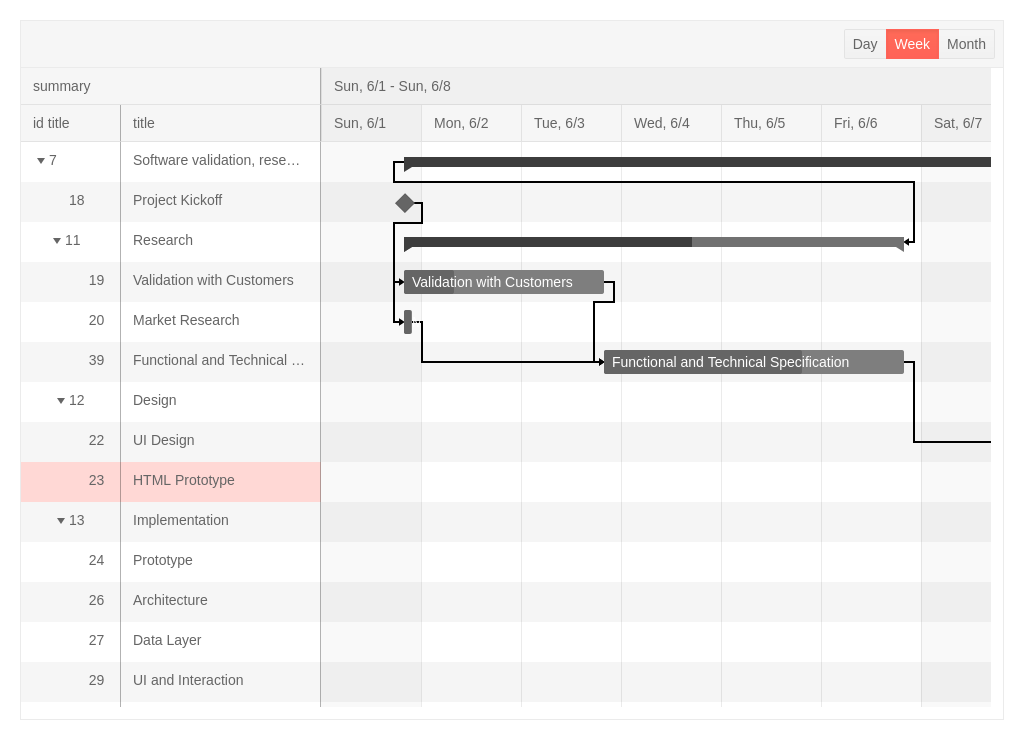 Day Week Month
summary Sun, 6/1 - Sun, 6/8
id title title Sun, 6/1 Mon, 6/2 Tue, 6/3 Wed, 6/4 Thu, 6/5 Fri, 6/6 Sat, 6/7
7 Software validation, rese…
18 Project Kickoff
11 Research
19 Validation with Customers Validation with Customers
20 Market Research
39 Functional and Technical … Functional and Technical Specification
12 Design
22 UI Design
23 HTML Prototype
13 Implementation
24 Prototype
26 Architecture
27 Data Layer
29 UI and Interaction